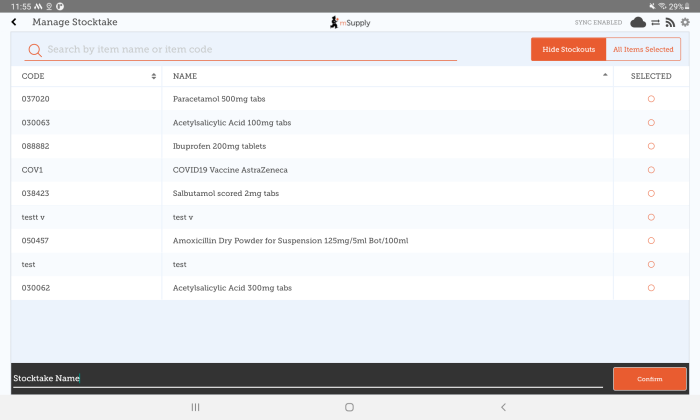 11:55 29%
Manage Stocktake mSupply SYNC ENABLED
Search by item name or item code Hide Stockouts All Items Selected
CODE NAME SELECTED
037020 Paracetamol 500mg tabs
030063 Acetylsalicylic Acid 100mg tabs
088882 Ibuprofen 200mg tablets
COV1 COVID19 Vaccine AstraZeneca
038423 Salbutamol scored 2mg tabs
testt v test v
050457 Amoxicillin Dry Powder for Suspension 125mg/5ml Bot/100ml
test test
030062 Acetylsalicylic Acid 300mg tabs
Stocktake Name Confirm